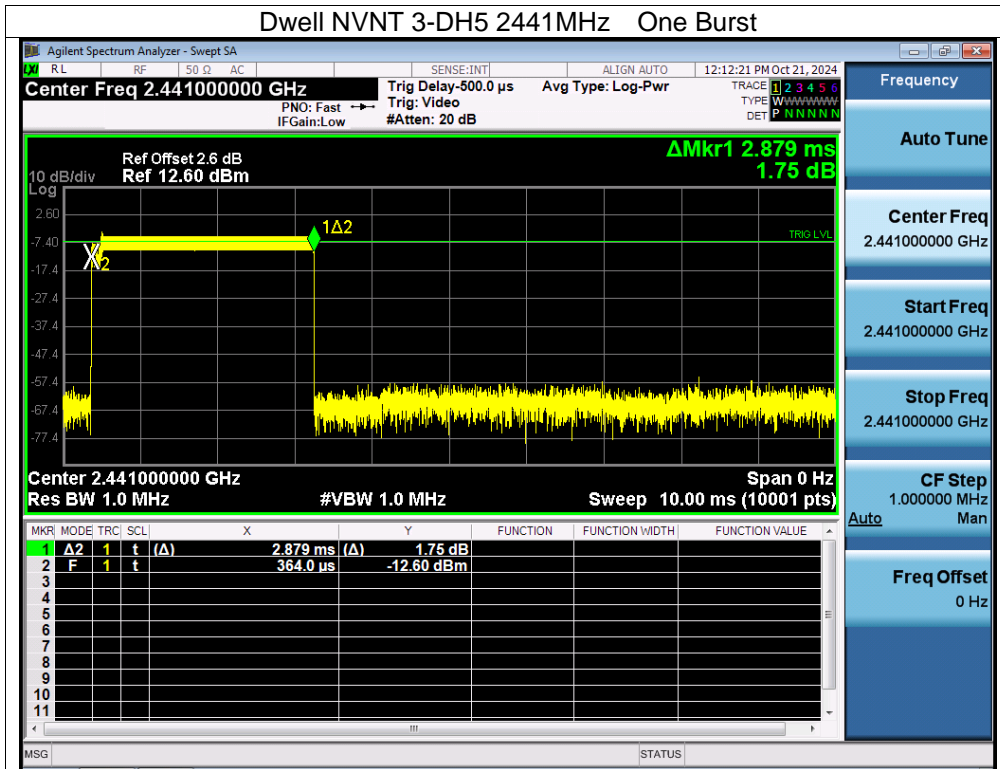 Dwell NVNT 3-DH5 2441MHz One Burst
Agilent Spectrum Analyzer - Swept SA
LXI RL RF 50 Ω AC SENSE:INT ALIGN AUTO 12:12:21 PM Oct 21, 2024
Center Freq 2.441000000 GHz
PNO: Fast
IFGain:Low
Trig Delay-500.0 µs
Trig: Video
#Atten: 20 dB
Avg Type: Log-Pwr
TRACE 1 2 3 4 5 6
TYPE WWWWWW
DET P N N N N N
Ref Offset 2.6 dB
10 dB/div Ref 12.60 dBm
Log
ΔMkr1 2.879 ms
1.75 dB
2.60
-7.40
-17.4
-27.4
-37.4
-47.4
-57.4
-67.4
-77.4
1Δ2
2
TRIG LVL
Center 2.441000000 GHz Span 0 Hz
Res BW 1.0 MHz #VBW 1.0 MHz Sweep 10.00 ms (10001 pts)
MKR MODE TRC SCL X Y FUNCTION FUNCTION WIDTH FUNCTION VALUE
1 Δ2 1 t (Δ) 2.879 ms (Δ) 1.75 dB
2 F 1 t 364.0 µs -12.60 dBm
3
4
5
6
7
8
9
10
11
MSG STATUS
Frequency
Auto Tune
Center Freq
2.441000000 GHz
Start Freq
2.441000000 GHz
Stop Freq
2.441000000 GHz
CF Step
1.000000 MHz
Auto Man
Freq Offset
0 Hz